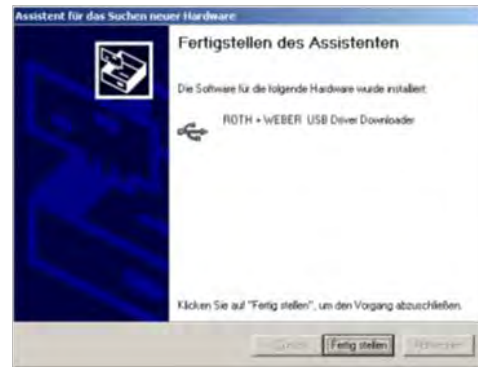 Assistent für das Suchen neuer Hardware
Fertigstellen des Assistenten
Die Software für die folgende Hardware wurde installiert:
ROTH + WEBER USB Driver Downloader
Klicken Sie auf "Fertig stellen", um den Vorgang abzuschließen.
Fertig stellen